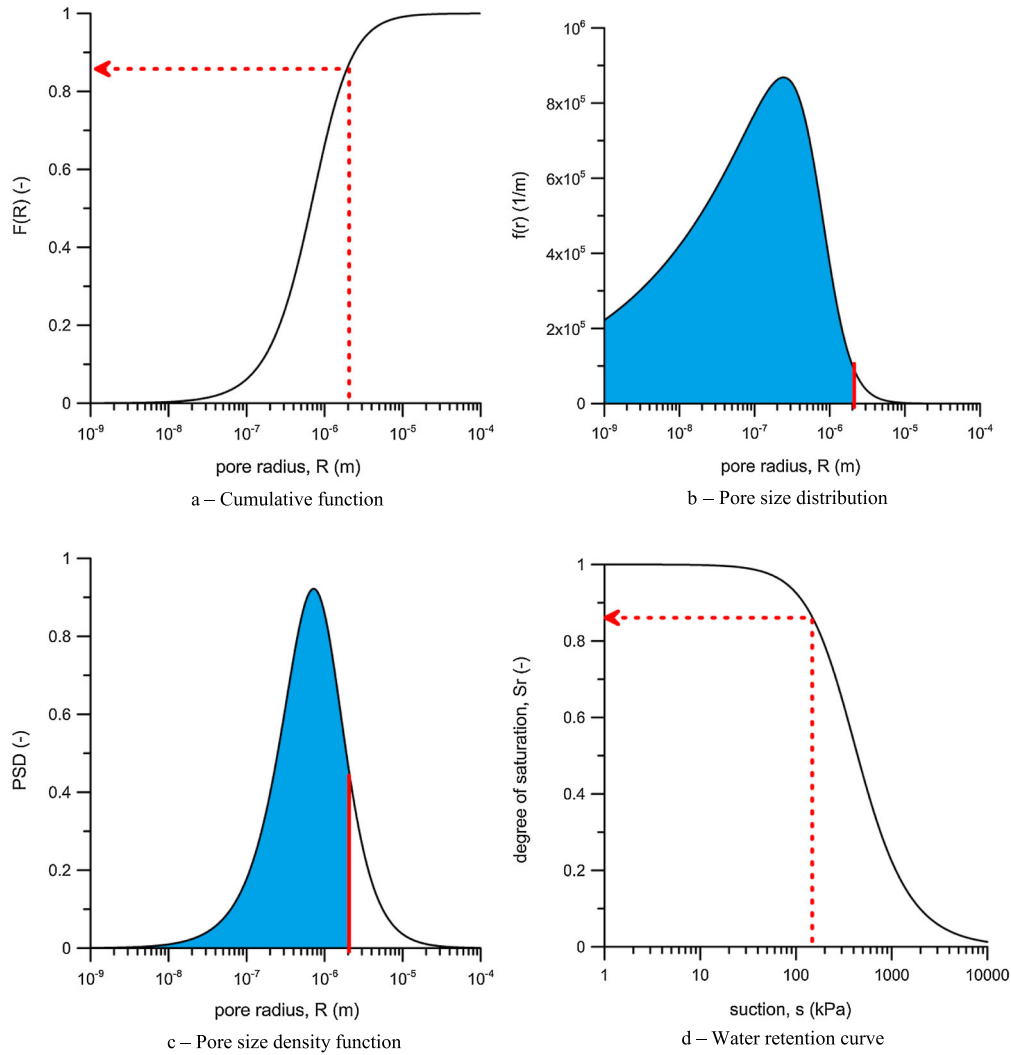 1
0.8
0.6
0.4
0.2
0
F(R) (-)
10⁻⁹ 10⁻⁸ 10⁻⁷ 10⁻⁶ 10⁻⁵ 10⁻⁴
pore radius, R (m)
a – Cumulative function
10⁶
8x10⁵
6x10⁵
4x10⁵
2x10⁵
0
f(r) (1/m)
10⁻⁹ 10⁻⁸ 10⁻⁷ 10⁻⁶ 10⁻⁵ 10⁻⁴
pore radius, R (m)
b – Pore size distribution
1
0.8
0.6
0.4
0.2
0
PSD (-)
10⁻⁹ 10⁻⁸ 10⁻⁷ 10⁻⁶ 10⁻⁵ 10⁻⁴
pore radius, R (m)
c – Pore size density function
1
0.8
0.6
0.4
0.2
0
degree of saturation, Sr (-)
1 10 100 1000 10000
suction, s (kPa)
d – Water retention curve